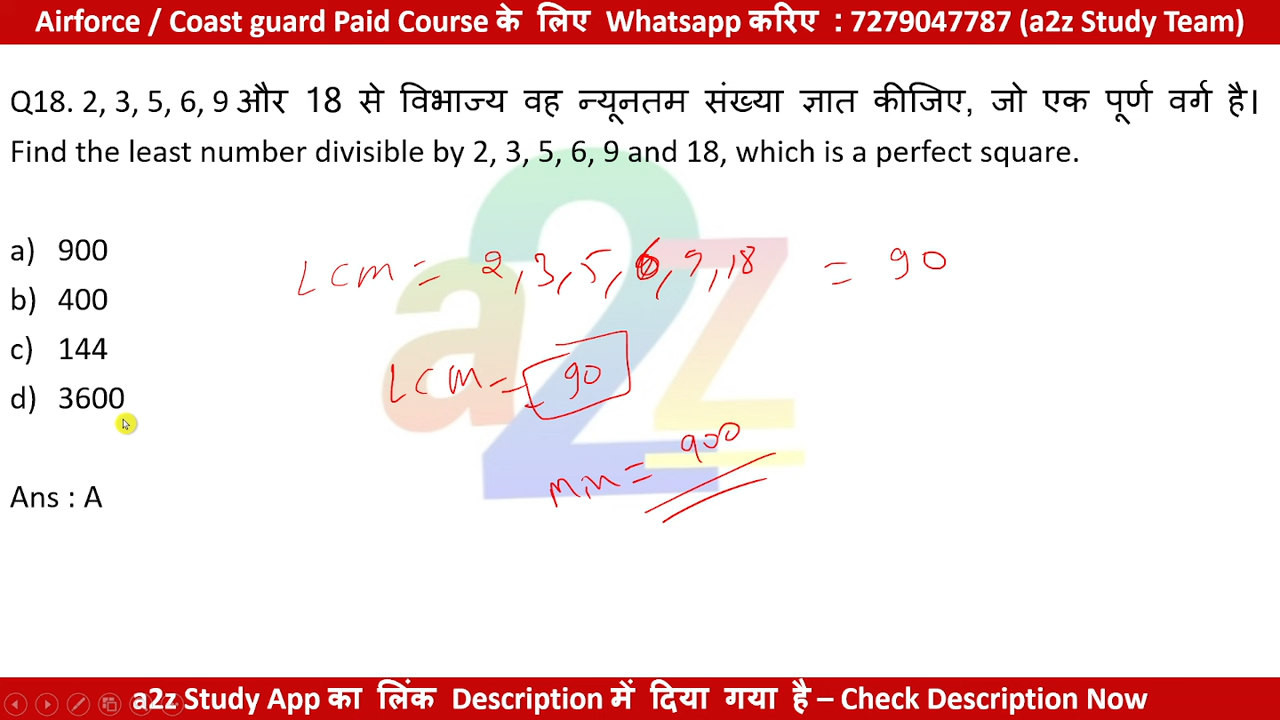 Airforce / Coast guard Paid Course के लिए Whatsapp करिए : 7279047787 (a2z Study Team)
Q18. 2, 3, 5, 6, 9 और 18 से विभाज्य वह न्यूनतम संख्या ज्ञात कीजिए, जो एक पूर्ण वर्ग है।
Find the least number divisible by 2, 3, 5, 6, 9 and 18, which is a perfect square.
a) 900
LCM = 2, 3, 5, 6, 9, 18 = 90
b) 400
c) 144
LCM = 90
d) 3600
Min = 900
Ans : A
a2z
a2z Study App का लिंक Description में दिया गया है – Check Description Now